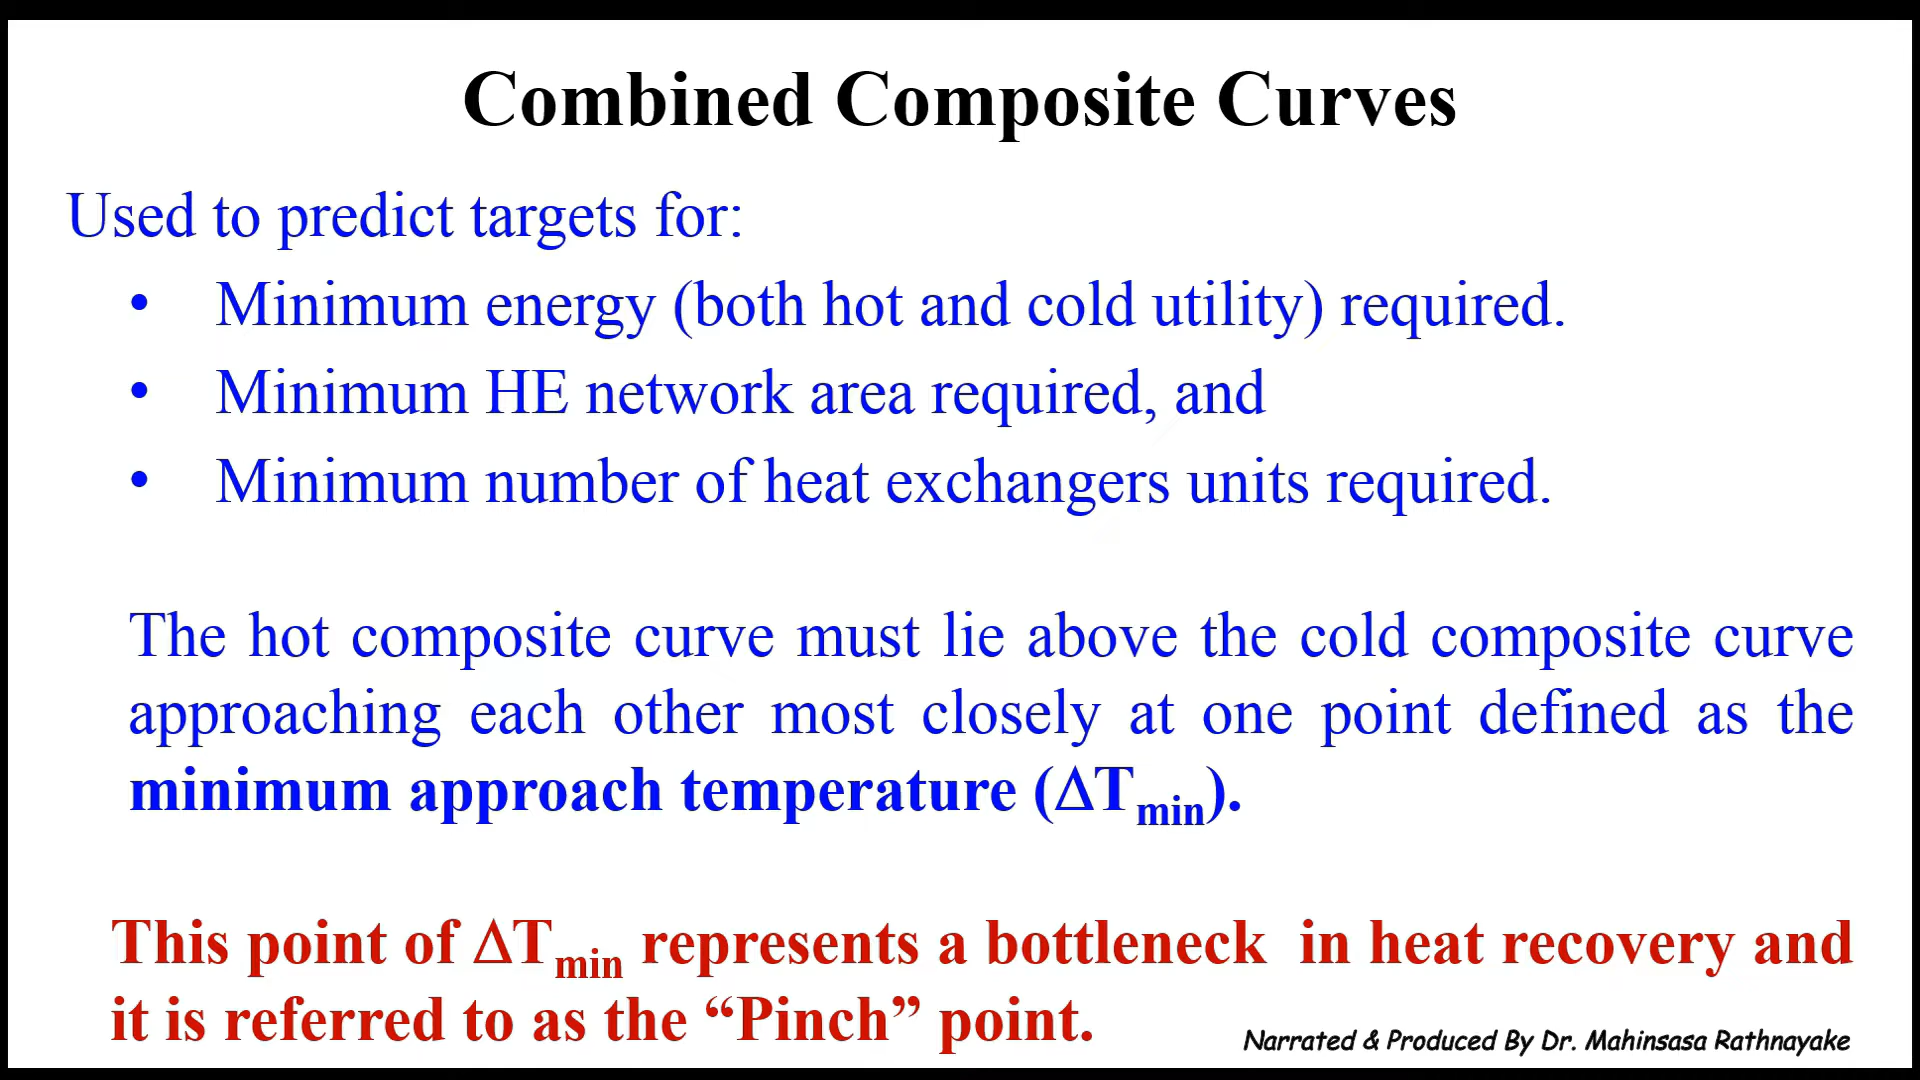 Combined Composite Curves
Used to predict targets for:
• Minimum energy (both hot and cold utility) required.
• Minimum HE network area required, and
• Minimum number of heat exchangers units required.
The hot composite curve must lie above the cold composite curve
approaching each other most closely at one point defined as the
minimum approach temperature (ΔTmin).
This point of ΔTmin represents a bottleneck in heat recovery and
it is referred to as the “Pinch” point.
Narrated & Produced By Dr. Mahinsasa Rathnayake